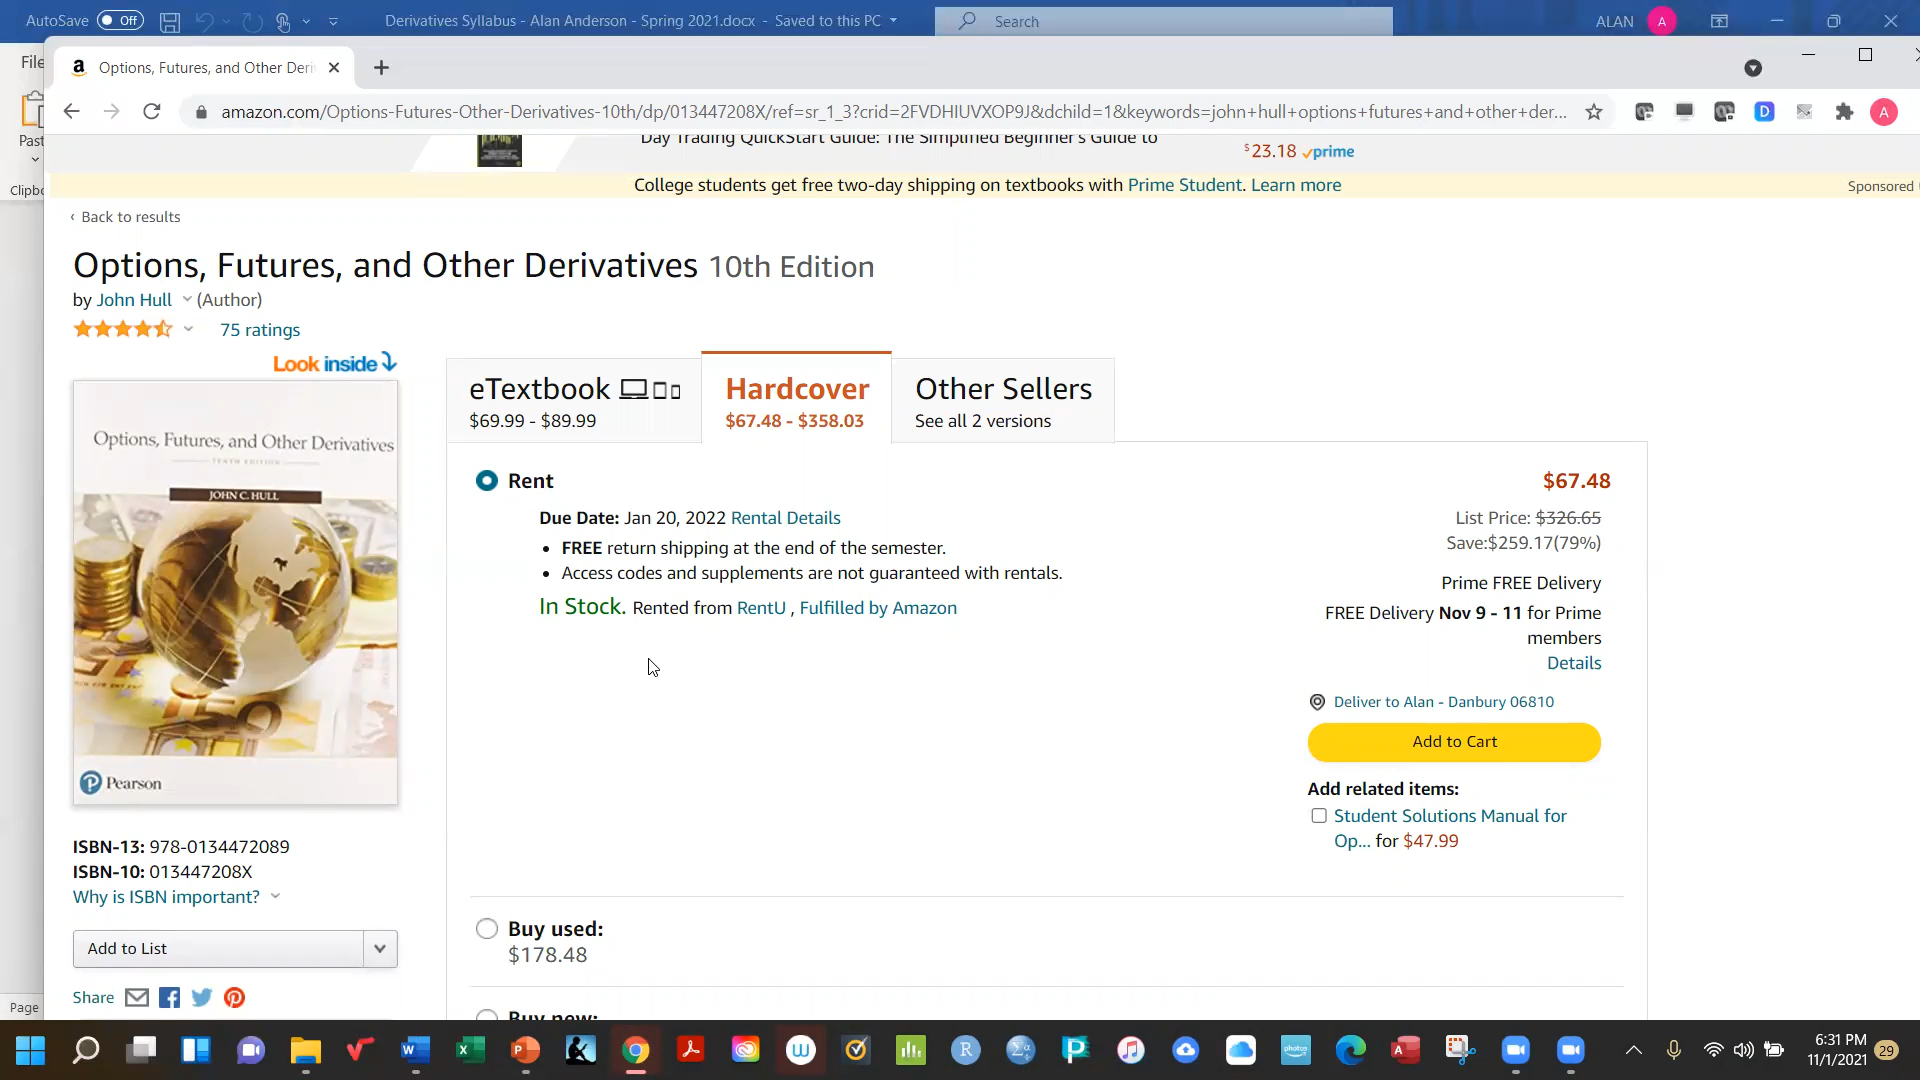 AutoSave Off Derivatives Syllabus - Alan Anderson - Spring 2021.docx - Saved to this PC Search ALAN A
File
Options, Futures, and Other Deri
amazon.com/Options-Futures-Other-Derivatives-10th/dp/013447208X/ref=sr_1_3?crid=2FVDHIUVXOP9J&dchild=1&keywords=john+hull+options+futures+and+other+der... A
Past
Clipb
Day Trading QuickStart Guide: The Simplified Beginner's Guide to
$23.18 prime
College students get free two-day shipping on textbooks with Prime Student. Learn more
Sponsored
‹ Back to results
Options, Futures, and Other Derivatives 10th Edition
by John Hull (Author)
75 ratings
Look inside
Options, Futures, and Other Derivatives
TENTH EDITION
JOHN C. HULL
Pearson
ISBN-13: 978-0134472089
ISBN-10: 013447208X
Why is ISBN important?
Add to List
Share
eTextbook
$69.99 - $89.99
Hardcover
$67.48 - $358.03
Other Sellers
See all 2 versions
Rent
$67.48
Due Date: Jan 20, 2022 Rental Details
• FREE return shipping at the end of the semester.
• Access codes and supplements are not guaranteed with rentals.
In Stock. Rented from RentU , Fulfilled by Amazon
List Price: $326.65
Save:$259.17(79%)
Prime FREE Delivery
FREE Delivery Nov 9 - 11 for Prime
members
Details
Deliver to Alan - Danbury 06810
Add to Cart
Add related items:
Student Solutions Manual for
Op... for $47.99
Buy used:
$178.48
Buy new:
Page
6:31 PM
11/1/2021
29